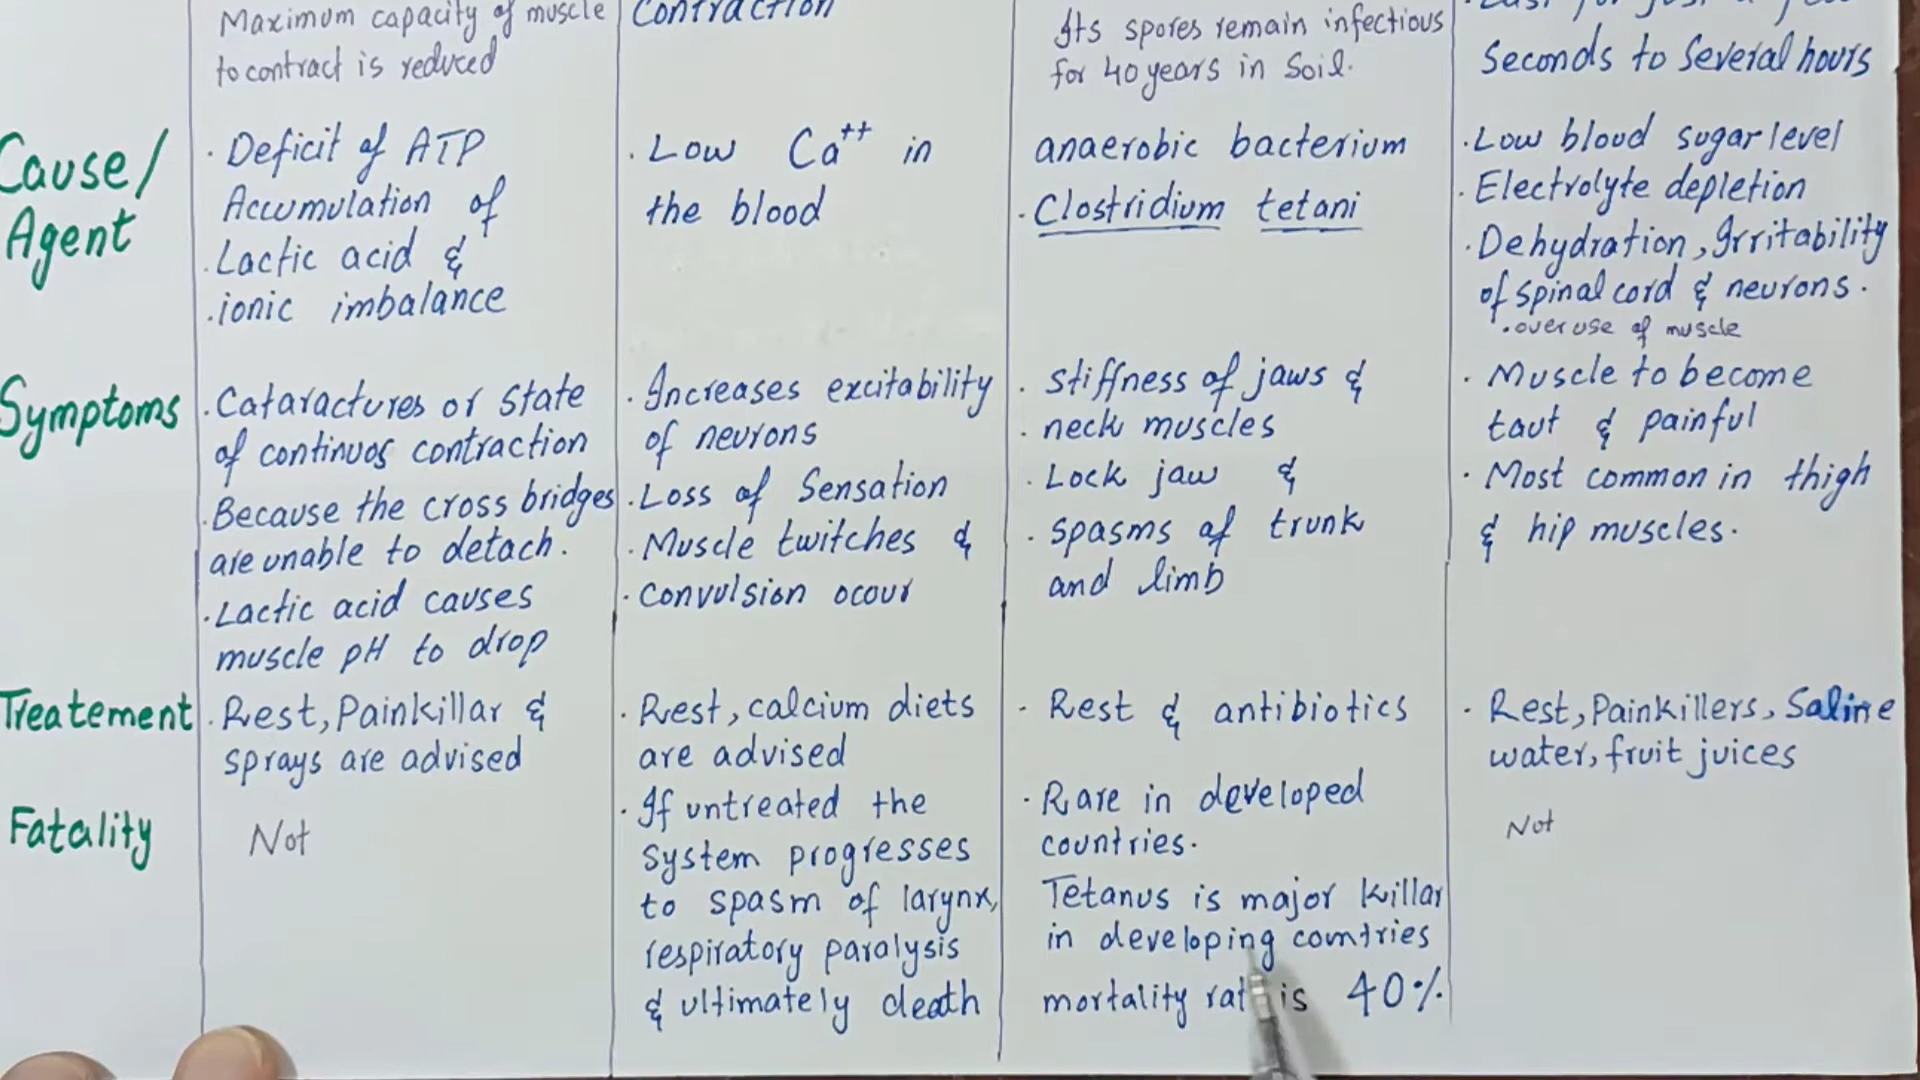 Maximum capacity of muscle
to contract is reduced
Contraction
Its spores remain infectious
for 40 years in Soil.
Seconds to Several hours
Cause/
Agent
. Deficit of ATP
Accumulation of
. Lactic acid &
. ionic imbalance
. Low Ca++ in
the blood
anaerobic bacterium
. Clostridium tetani
. Low blood sugar level
. Electrolyte depletion
. Dehydration, Irritability
of spinal cord & neurons.
. over use of muscle
Symptoms
. Cataractures or State
of continuos contraction
. Because the cross bridges
are unable to detach.
. Lactic acid causes
muscle pH to drop
. Increases excitability
of neurons
. Loss of Sensation
. Muscle twitches &
. Convulsion ocour
. Stiffness of jaws &
. neck muscles
. Lock jaw &
. Spasms of trunk
and limb
. Muscle to become
taut & painful
. Most common in thigh
& hip muscles.
Treatement
. Rest, Painkillar &
sprays are advised
. Rest, calcium diets
are advised
. Rest & antibiotics
. Rest, Painkillers, Saline
water, fruit juices
Fatality
Not
. If untreated the
System progresses
to spasm of larynx,
respiratory paralysis
& ultimately death
. Rare in developed
countries.
Tetanus is major killar
in developing countries
mortality is 40%
Not